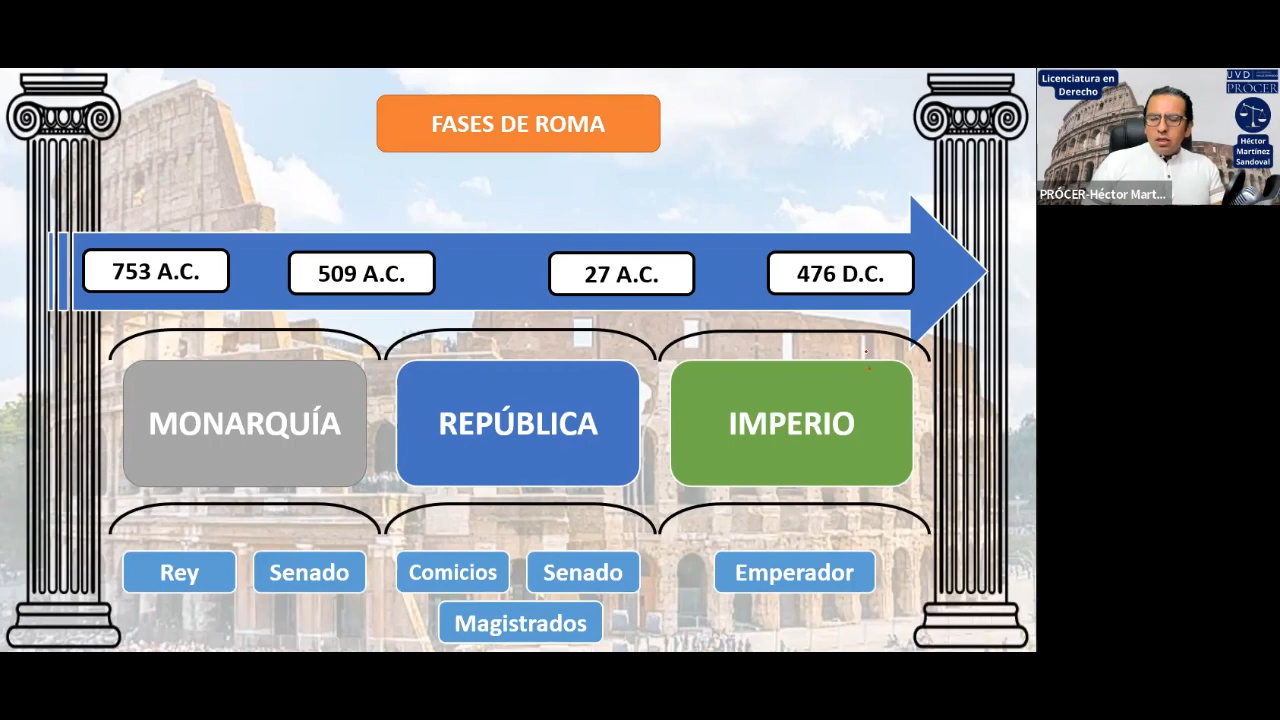 FASES DE ROMA
753 A.C.
509 A.C.
27 A.C.
476 D.C.
MONARQUÍA
REPÚBLICA
IMPERIO
Rey
Senado
Comicios
Senado
Magistrados
Emperador
Licenciatura en
Derecho
UVD
PRÓCER
Héctor
Martínez
Sandoval
PRÓCER-Héctor Mart...